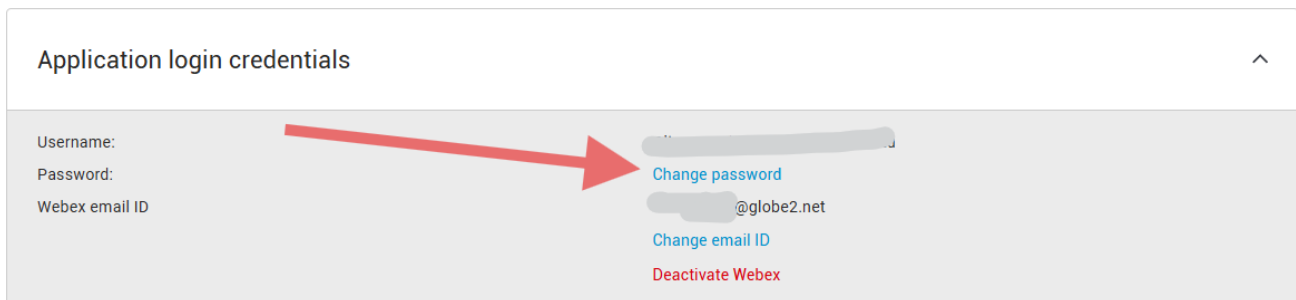 Application login credentials
Username:
Password: Change password
Webex email ID @globe2.net
Change email ID
Deactivate Webex